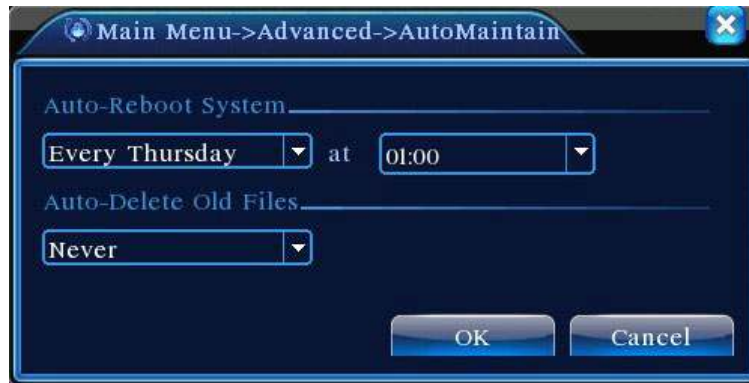 Main Menu->Advanced->AutoMaintain
Auto-Reboot System
Every Thursday at 01:00
Auto-Delete Old Files
Never
OK Cancel